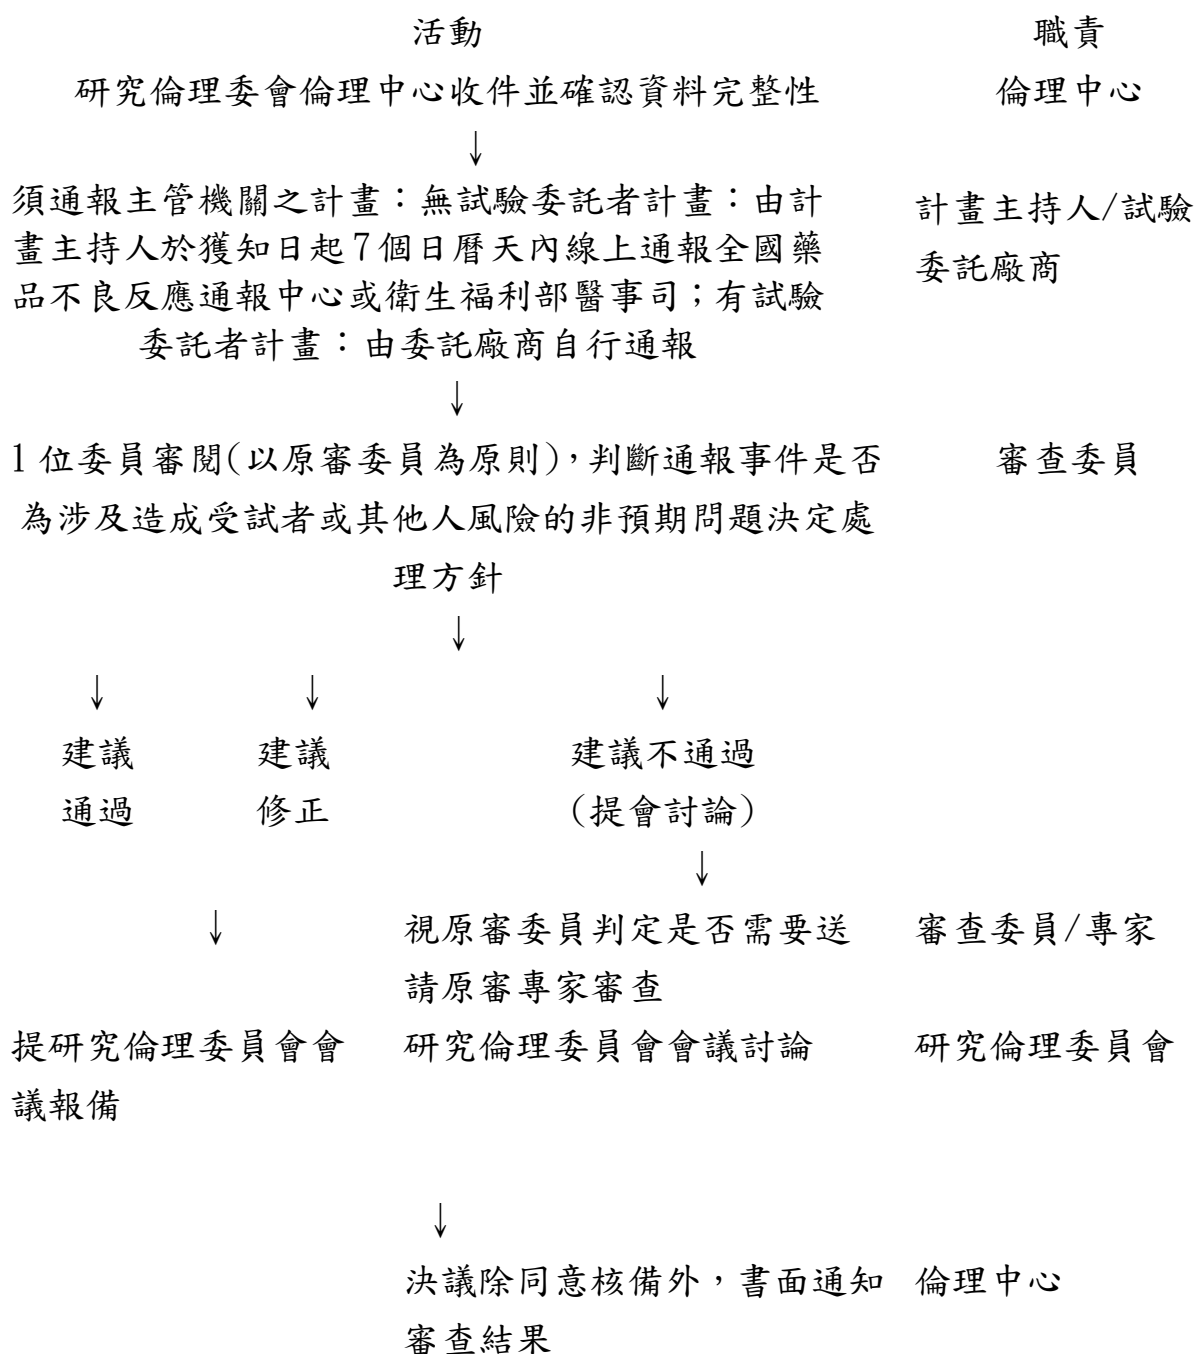 活動 職責
研究倫理委會倫理中心收件並確認資料完整性 倫理中心
↓
須通報主管機關之計畫：無試驗委託者計畫：由計
畫主持人於獲知日起7個日曆天內線上通報全國藥
品不良反應通報中心或衛生福利部醫事司；有試驗
委託者計畫：由委託廠商自行通報
計畫主持人/試驗
委託廠商
↓
1 位委員審閱(以原審委員為原則)，判斷通報事件是否 審查委員
為涉及造成受試者或其他人風險的非預期問題決定處
理方針
↓
↓ ↓ ↓
建議 建議 建議不通過
通過 修正 (提會討論)
↓
↓ 視原審委員判定是否需要送 審查委員/專家
請原審專家審查
提研究倫理委員會會 研究倫理委員會會議討論 研究倫理委員會
議報備
↓
決議除同意核備外，書面通知 倫理中心
審查結果